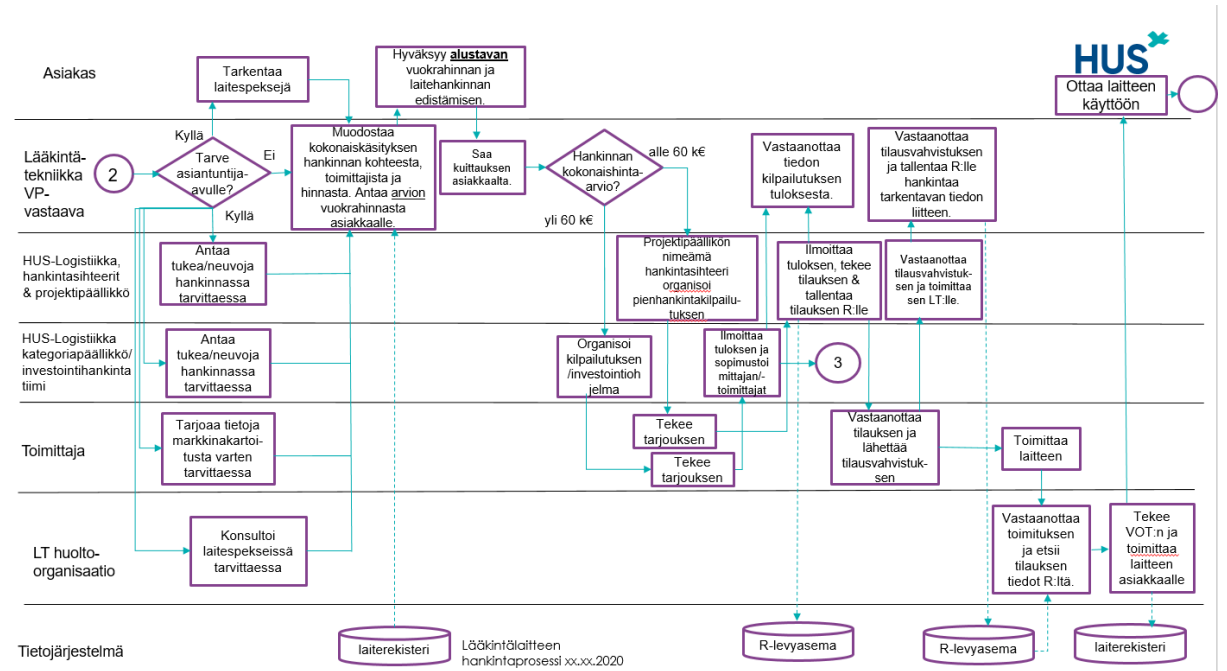 HUS
Asiakas
Tarkentaa
laitespeksejä
Hyväksyy alustavan
vuokrahinnan ja
laitehankinnan
edistämisen.
Ottaa laitteen
käyttöön
Lääkintä-
tekniikka
VP-
vastaava
2
Kyllä
Tarve
asiantuntija-
avulle?
Ei
Kyllä
Muodostaa
kokonaiskäsityksen
hankinnan kohteesta,
toimittajista ja
hinnasta. Antaa arvion
vuokrahinnasta
asiakkaalle.
Saa
kuittauksen
asiakkaalta.
Hankinnan
kokonaishinta-
arvio?
alle 60 k€
yli 60 k€
Vastaanottaa
tiedon
kilpailutuksen
tuloksesta.
Vastaanottaa
tilausvahvistuksen
ja tallentaa R:lle
hankintaa
tarkentavan tiedon
liitteen.
HUS-Logistiikka,
hankintasihteerit
& projektipäällikkö
Antaa
tukea/neuvoja
hankinnassa
tarvittaessa
Projektipäällikön
nimeämä
hankintasihteeri
organisoi
pienhankintakilpailu-
tuksen
Ilmoittaa
tuloksen, tekee
tilauksen &
tallentaa
tilauksen R:lle
Vastaanottaa
tilausvahvistuk-
sen ja toimittaa
sen LT:lle.
HUS-Logistiikka
kategoriapäällikkö/
investointihankinta
tiimi
Antaa
tukea/neuvoja
hankinnassa
tarvittaessa
Organisoi
kilpailutuksen
/investointioh
jelma
Ilmoittaa
tuloksen ja
sopimustoi
mittajan/-
toimittajat
3
Toimittaja
Tarjoaa tietoja
markkinakartoi-
tusta varten
tarvittaessa
Tekee
tarjouksen
Tekee
tarjouksen
Vastaanottaa
tilauksen ja
lähettää
tilausvahvistuk-
sen
Toimittaa
laitteen
LT huolto-
organisaatio
Konsultoi
laitespekseissä
tarvittaessa
Vastaanottaa
toimituksen
ja etsii
tilauksen
tiedot R:ltä.
Tekee
VOT:n ja
toimittaa
laitteen
asiakkaalle
Tietojärjestelmä
laiterekisteri
Lääkintälaitteen
hankintaprosessi xx.xx.2020
R-levyasema
R-levyasema
laiterekisteri